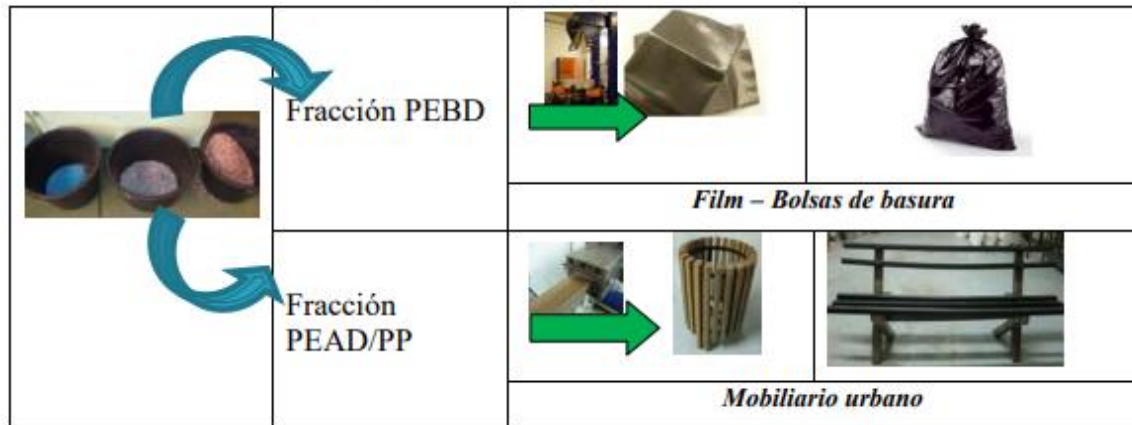 Fracción PEBD
Film – Bolsas de basura
Fracción
PEAD/PP
Mobiliario urbano